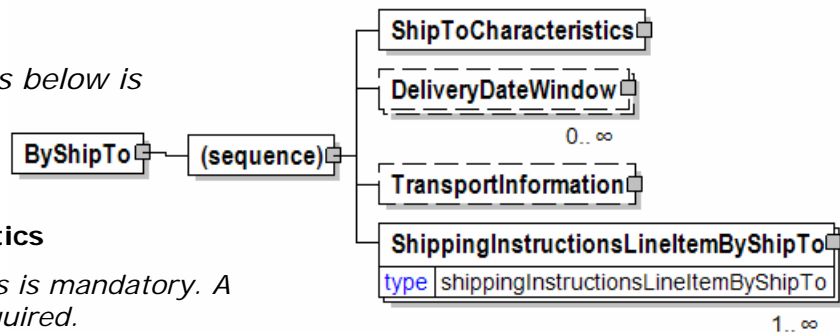 ShipToCharacteristics
s below is
DeliveryDateWindow
0.. ∞
ByShipTo
(sequence)
TransportInformation
tics
ShippingInstructionsLineItemByShipTo
s is mandatory. A
type shippingInstructionsLineItemByShipTo
quired.
1.. ∞